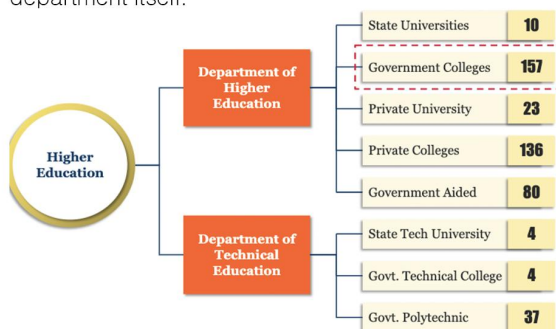 department itself.
State Universities 10
Department of
Higher
Education
Government Colleges 157
Private University 23
Higher
Education
Private Colleges 136
Government Aided 80
Department of
Technical
Education
State Tech University 4
Govt. Technical College 4
Govt. Polytechnic 37